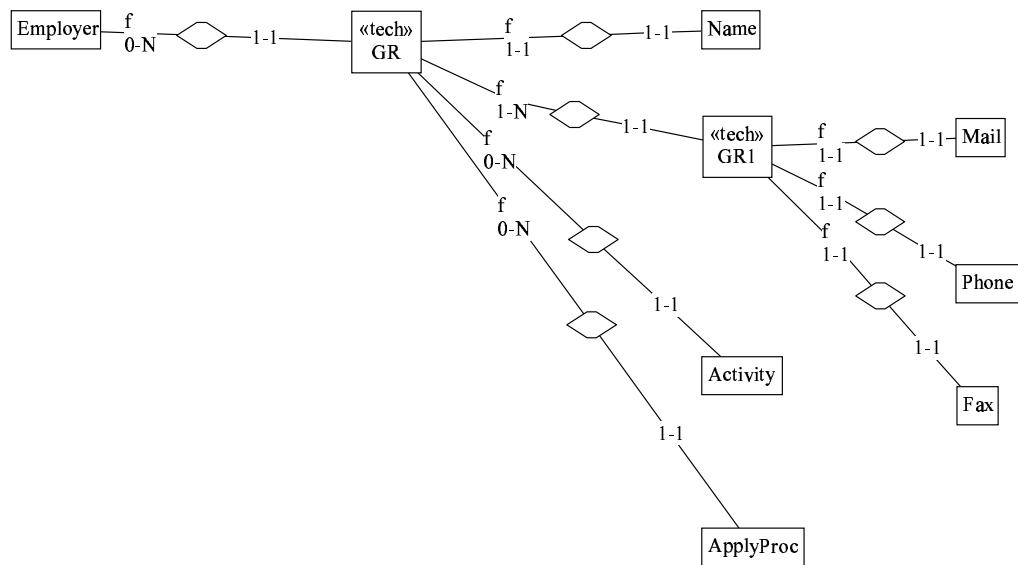 Employer
f
0-N
1-1
«tech»
GR
f
1-1
1-1
Name
f
1-N
1-1
«tech»
GR1
f
1-1
1-1
Mail
f
1-1
1-1
Phone
f
1-1
1-1
Fax
f
0-N
1-1
Activity
f
0-N
1-1
ApplyProc